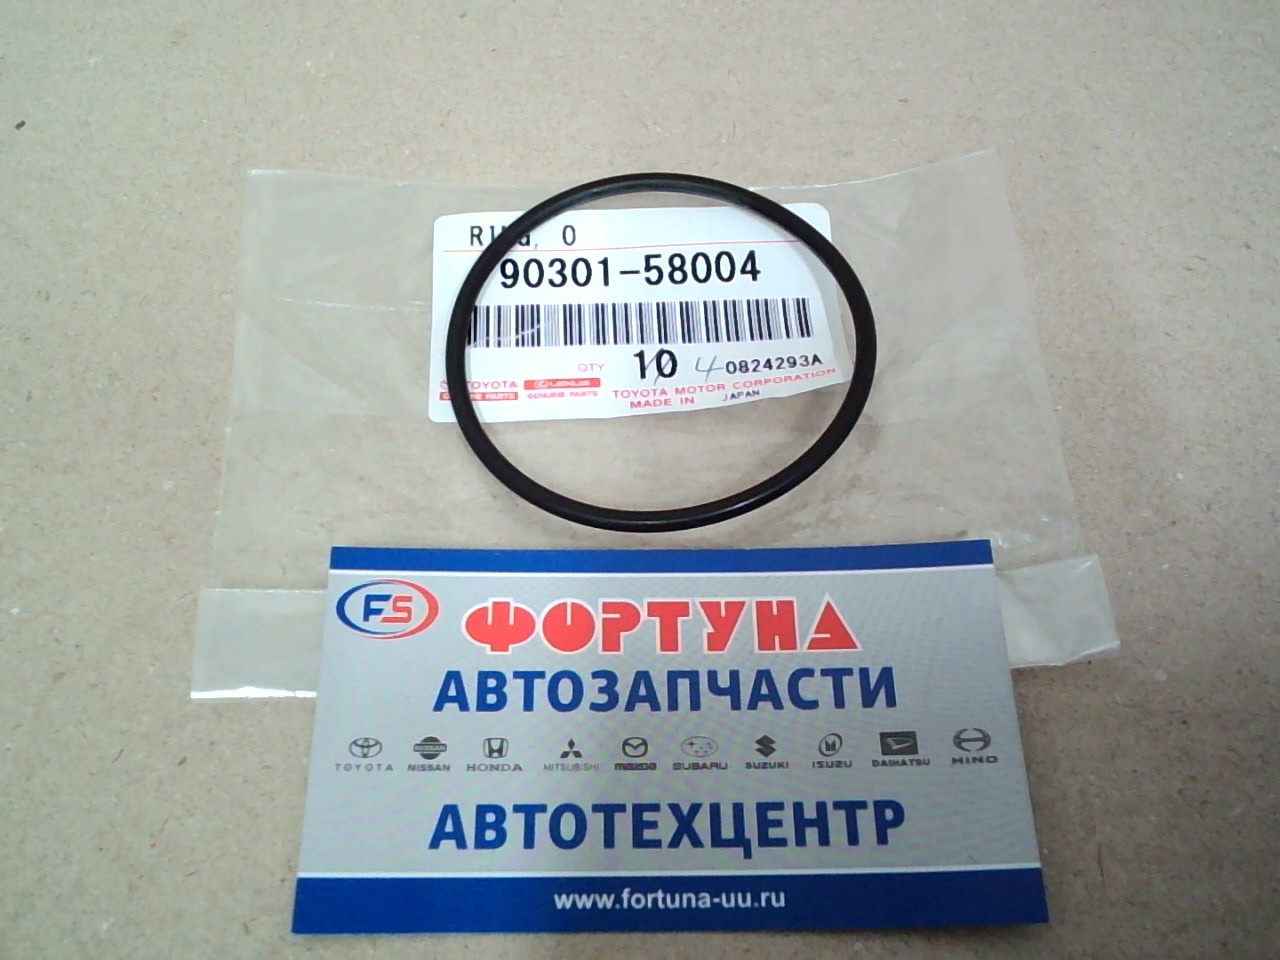 RING, O
90301-58004
QTY 10 4 0824293A
TOYOTA LEXUS TOYOTA MOTOR CORPORATION
GENUINE PARTS GENUINE PARTS MADE IN JAPAN
FS ФОРТУНА
АВТОЗАПЧАСТИ
TOYOTA NISSAN HONDA MITSUBISHI mazda SUBARU SUZUKI ISUZU DAIHATSU HINO
АВТОТЕХЦЕНТР
www.fortuna-uu.ru